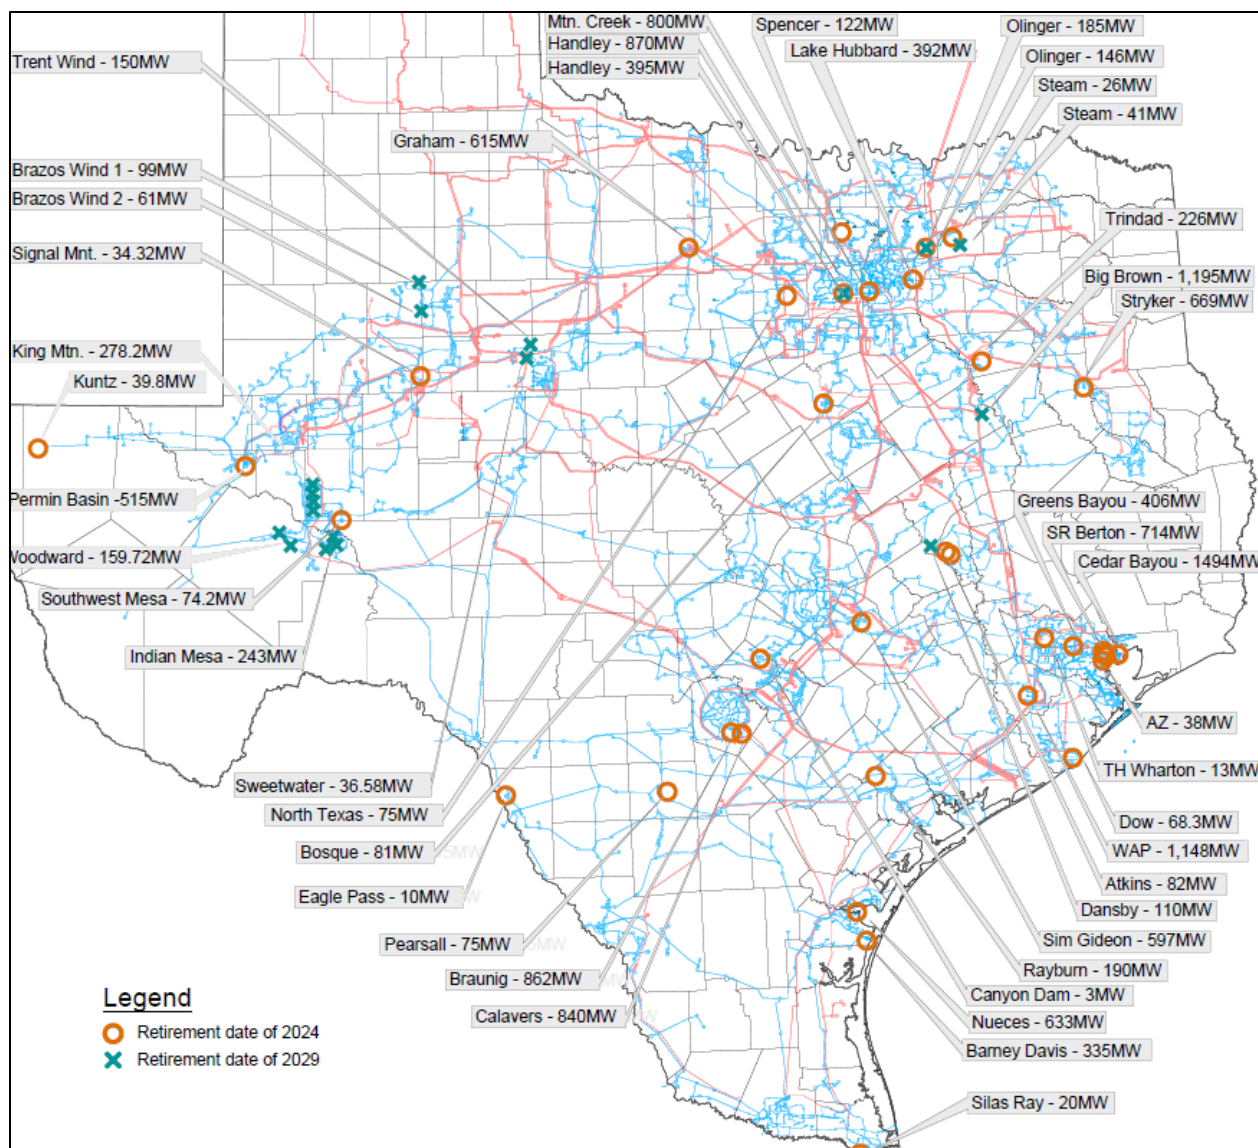 Mtn. Creek - 800MW
Spencer - 122MW
Olinger - 185MW
Handley - 870MW
Lake Hubbard - 392MW
Olinger - 146MW
Trent Wind - 150MW
Handley - 395MW
Steam - 26MW
Steam - 41MW
Graham - 615MW
Brazos Wind 1 - 99MW
Brazos Wind 2 - 61MW
Trindad - 226MW
Signal Mnt. - 34.32MW
Big Brown - 1,195MW
Stryker - 669MW
King Mtn. - 278.2MW
Kuntz - 39.8MW
Permin Basin -515MW
Greens Bayou - 406MW
SR Berton - 714MW
Woodward - 159.72MW
Cedar Bayou - 1494MW
Southwest Mesa - 74.2MW
Indian Mesa - 243MW
AZ - 38MW
TH Wharton - 13MW
Sweetwater - 36.58MW
North Texas - 75MW
Dow - 68.3MW
Bosque - 81MW
WAP - 1,148MW
Eagle Pass - 10MW
Atkins - 82MW
Dansby - 110MW
Pearsall - 75MW
Sim Gideon - 597MW
Braunig - 862MW
Rayburn - 190MW
Canyon Dam - 3MW
Calavers - 840MW
Nueces - 633MW
Barney Davis - 335MW
Legend
Retirement date of 2024
Retirement date of 2029
Silas Ray - 20MW